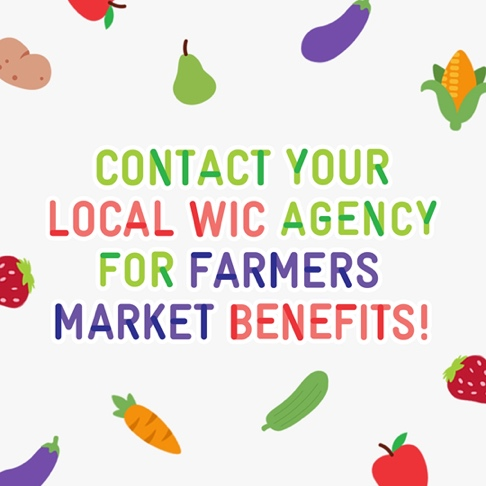 CONTACT YOUR
LOCAL WIC AGENCY
FOR FARMERS
MARKET BENEFITS!